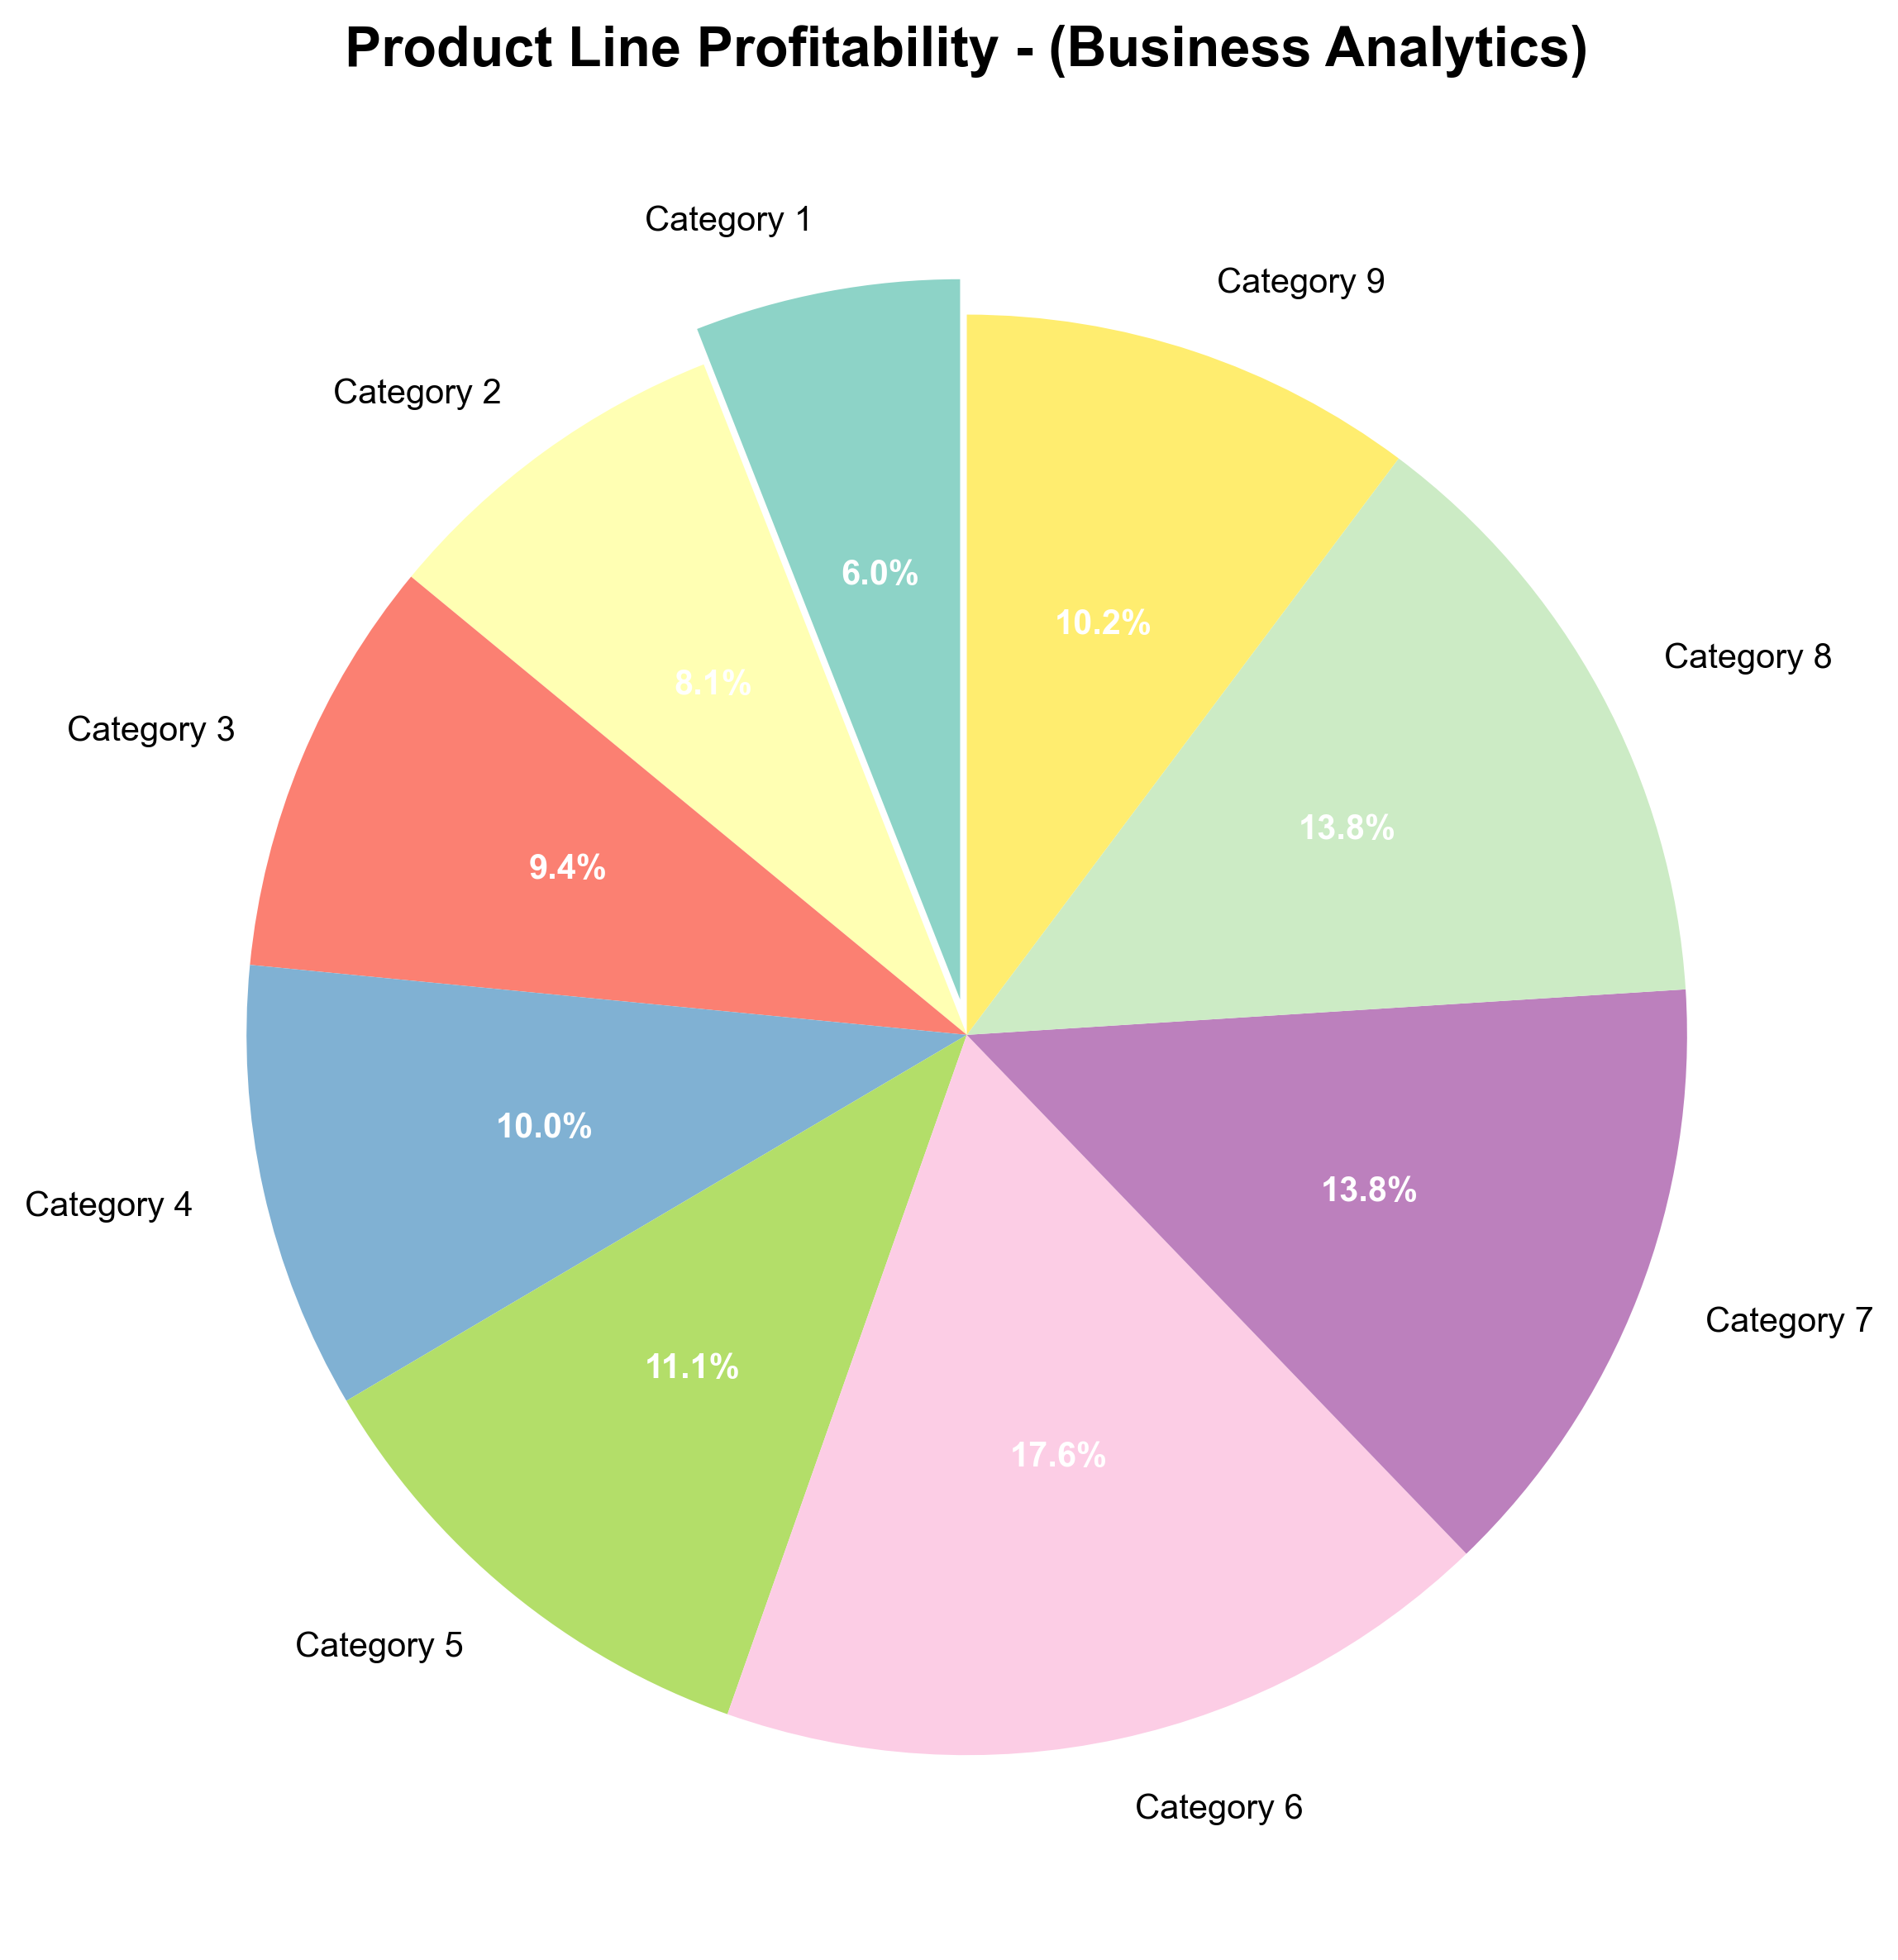 Product Line Profitability - (Business Analytics)
Category 1
Category 9
Category 2
6.0%
10.2%
Category 8
8.1%
Category 3
13.8%
9.4%
10.0%
13.8%
Category 4
Category 7
11.1%
17.6%
Category 5
Category 6